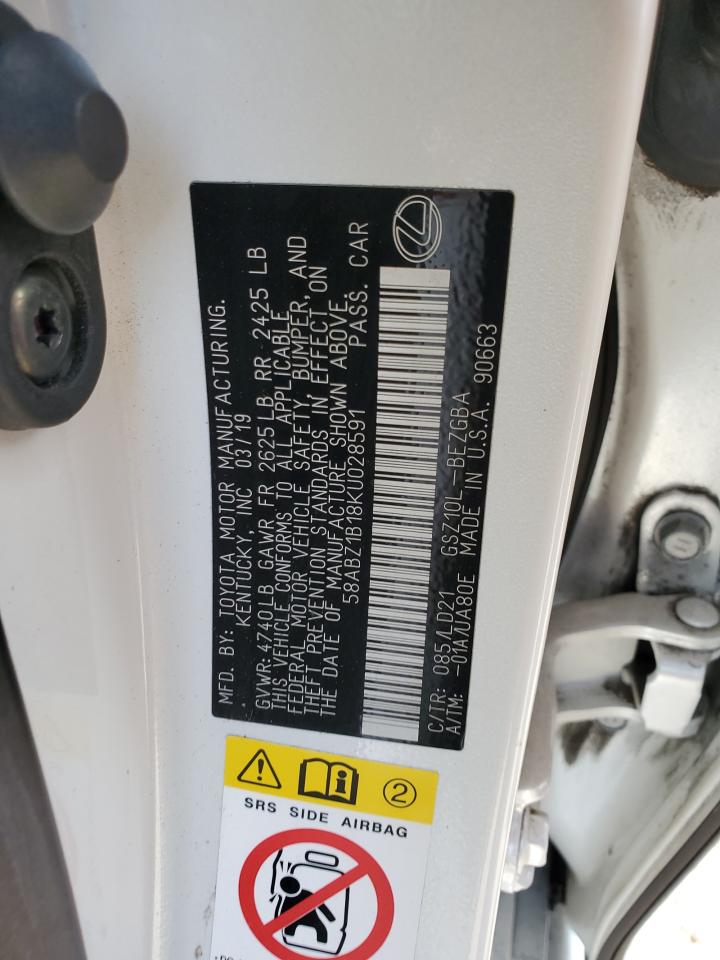 MFD. BY: TOYOTA MOTOR MANUFACTURING.
KENTUCKY, INC 03/19
GVWR: 4740LB GAWR FR 2625 LB RR 2425 LB
THIS VEHICLE CONFORMS TO ALL APPLICABLE
FEDERAL MOTOR VEHICLE SAFETY, BUMPER, AND
THEFT PREVENTION STANDARDS IN EFFECT ON
THE DATE OF MANUFACTURE SHOWN ABOVE.
58ABZ1B18KU028591 PASS. CAR
C/TR: 085/LD21 GSZ10L-BEZGBA
A/TM: -01A/UA80E MADE IN U.S.A. 90663
2
SRS SIDE AIRBAG